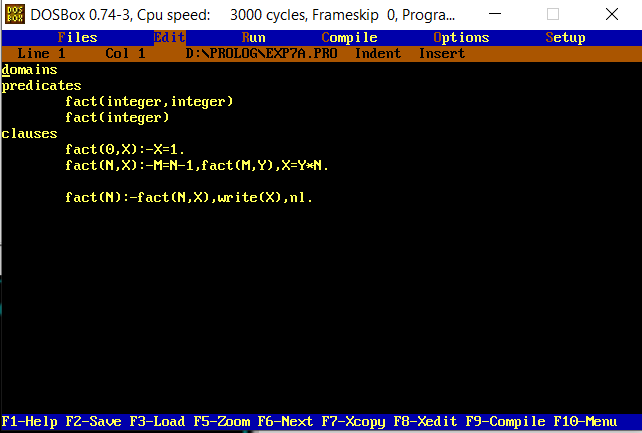 DOSBox 0.74-3, Cpu speed: 3000 cycles, Frameskip 0, Progra...
Files Edit Run Compile Options Setup
Line 1 Col 1 D:\PROLOG\EXP7A.PRO Indent Insert
domains
predicates
fact(integer,integer)
fact(integer)
clauses
fact(0,X):-X=1.
fact(N,X):-M=N-1,fact(M,Y),X=Y*N.
fact(N):-fact(N,X),write(X),nl.
F1-Help F2-Save F3-Load F5-Zoom F6-Next F7-Xcopy F8-Xedit F9-Compile F10-Menu